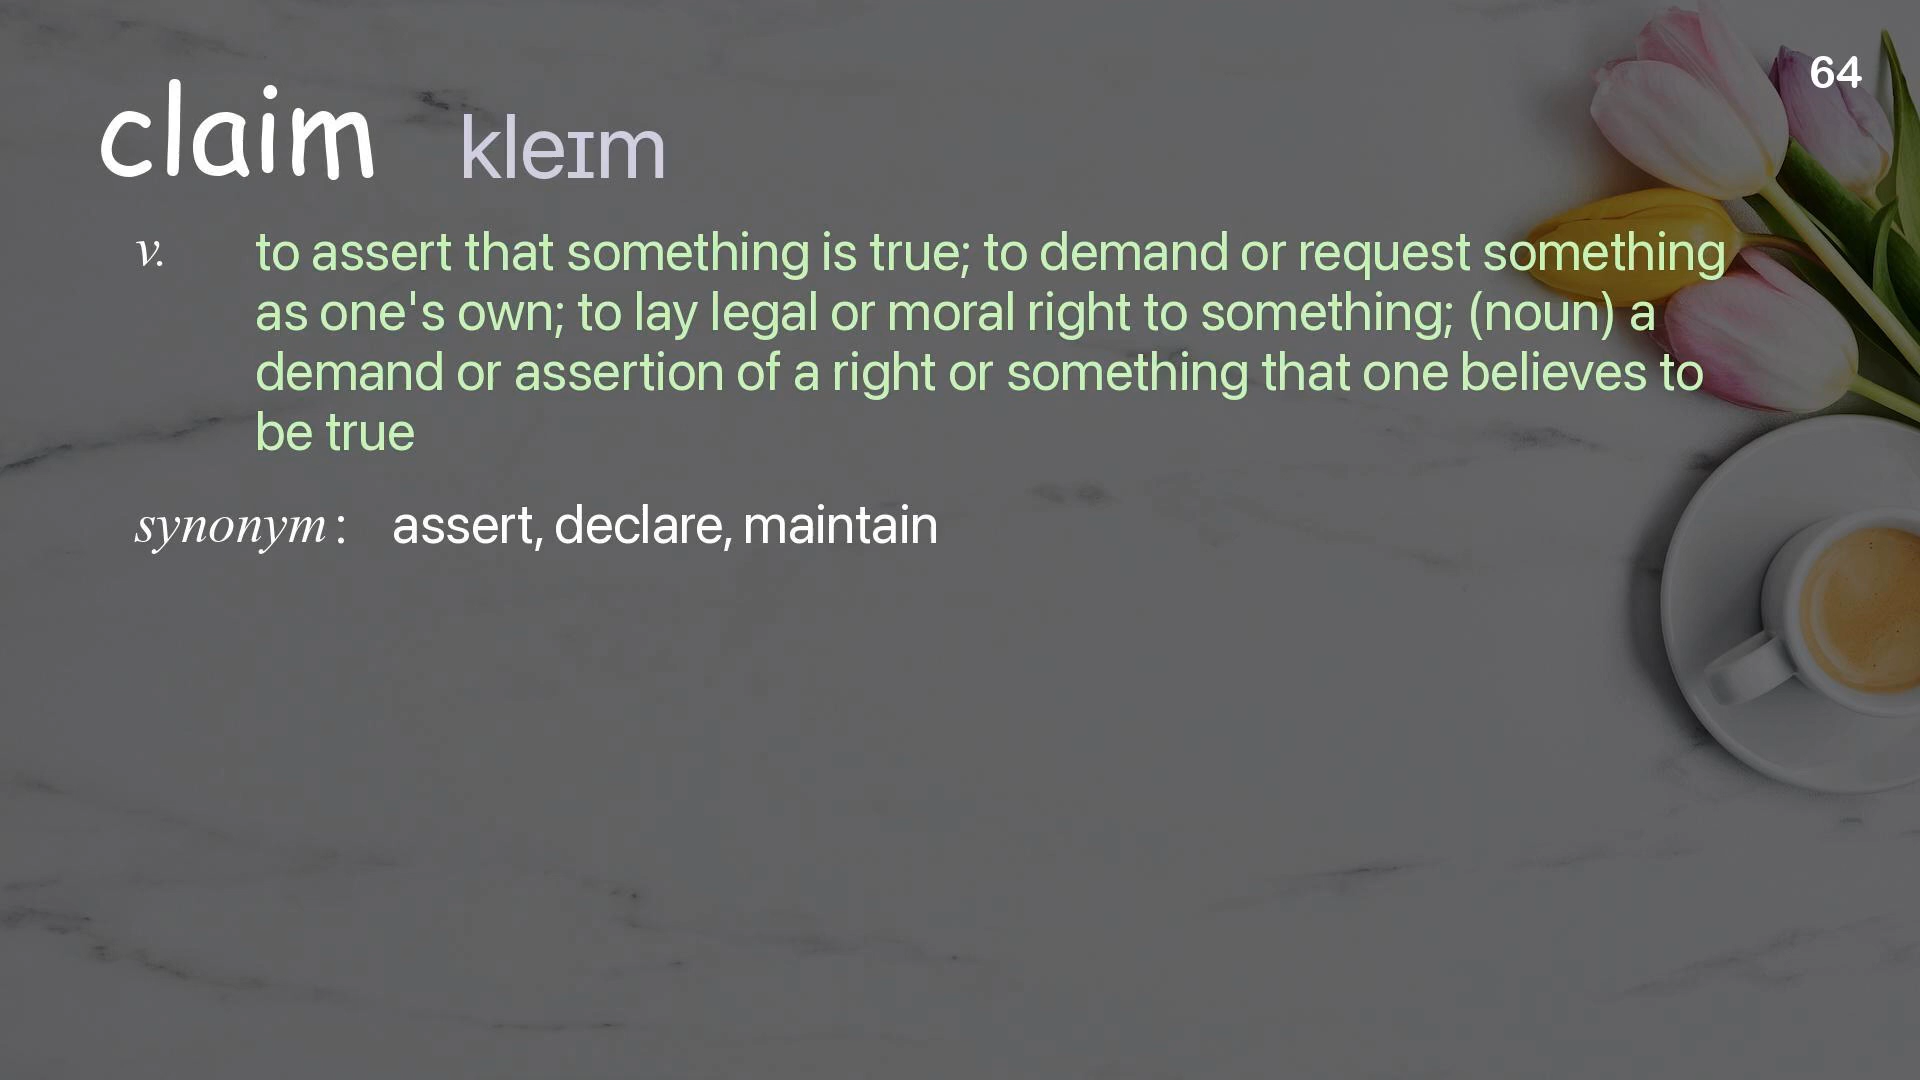 64
claim kleɪm
v. to assert that something is true; to demand or request something
as one's own; to lay legal or moral right to something; (noun) a
demand or assertion of a right or something that one believes to
be true
synonym: assert, declare, maintain